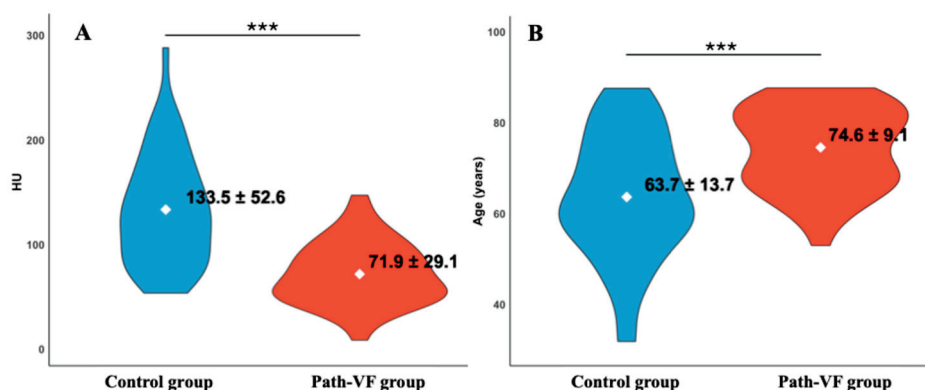 A
***
300
200
100
0
HU
133.5 ± 52.6
71.9 ± 29.1
Control group
Path-VF group
B
***
100
80
60
40
Age (years)
63.7 ± 13.7
74.6 ± 9.1
Control group
Path-VF group